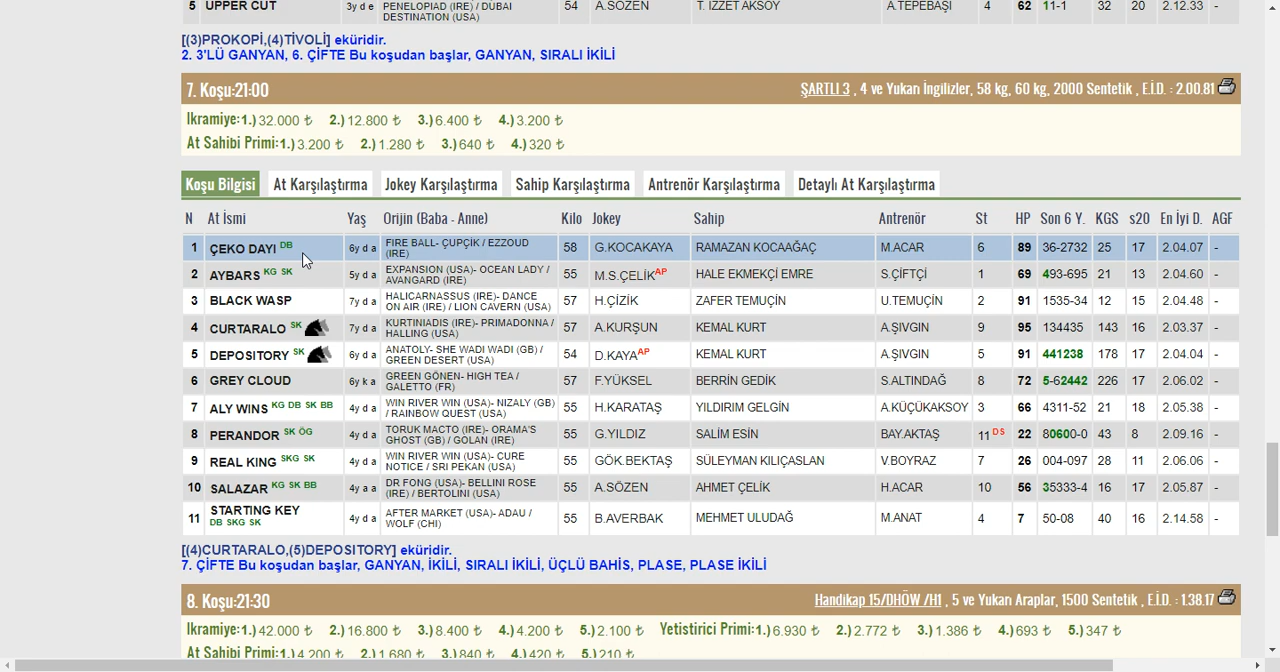 5 UPPER CUT 3y d e PENELOPIAD (IRE) / DUBAI DESTINATION (USA) 54 A.SÖZEN T. İZZET AKSOY A.TEPEBAŞI 4 62 11-1 32 20 2.12.33 -
[(3)PROKOPİ,(4)TİVOLİ] eküridir.
2. 3'LÜ GANYAN, 6. ÇİFTE Bu koşudan başlar, GANYAN, SIRALI İKİLİ
7. Koşu:21:00 ŞARTLI 3 , 4 ve Yukarı İngilizler, 58 kg, 60 kg, 2000 Sentetik , E.İ.D. : 2.00.81
İkramiye:1.) 32.000 ₺ 2.) 12.800 ₺ 3.) 6.400 ₺ 4.) 3.200 ₺
At Sahibi Primi:1.) 3.200 ₺ 2.) 1.280 ₺ 3.) 640 ₺ 4.) 320 ₺
Koşu Bilgisi At Karşılaştırma Jokey Karşılaştırma Sahip Karşılaştırma Antrenör Karşılaştırma Detaylı At Karşılaştırma
N At İsmi Yaş Orijin (Baba - Anne) Kilo Jokey Sahip Antrenör St HP Son 6 Y. KGS s20 En İyi D. AGF
1 ÇEKO DAYI DB 6y d a FIRE BALL- ÇUPÇİK / EZZOUD (IRE) 58 G.KOCAKAYA RAMAZAN KOCAAĞAÇ M.ACAR 6 89 36-2732 25 17 2.04.07 -
2 AYBARS KG SK 5y d a EXPANSION (USA)- OCEAN LADY / AVANGARD (IRE) 55 M.S.ÇELİK AP HALE EKMEKÇİ EMRE S.ÇİFTÇİ 1 69 493-695 21 13 2.04.60 -
3 BLACK WASP 7y d a HALICARNASSUS (IRE)- DANCE ON AIR (IRE) / LION CAVERN (USA) 57 H.ÇİZİK ZAFER TEMUÇİN U.TEMUÇİN 2 91 1535-34 12 15 2.04.48 -
4 CURTARALO SK 7y d a KURTINIADIS (IRE)- PRIMADONNA / HALLING (USA) 57 A.KURŞUN KEMAL KURT A.ŞIVGIN 9 95 134435 143 16 2.03.37 -
5 DEPOSITORY SK 6y d a ANATOLY- SHE WADI WADI (GB) / GREEN DESERT (USA) 54 D.KAYA AP KEMAL KURT A.ŞIVGIN 5 91 441238 178 17 2.04.04 -
6 GREY CLOUD 6y k a GREEN GÖNEN- HIGH TEA / GALETTO (FR) 57 F.YÜKSEL BERRİN GEDİK S.ALTINDAĞ 8 72 5-62442 226 17 2.06.02 -
7 ALY WINS KG DB SK BB 4y d a WIN RIVER WIN (USA)- NIZALY (GB) / RAINBOW QUEST (USA) 55 H.KARATAŞ YILDIRIM GELGİN A.KÜÇÜKAKSOY 3 66 4311-52 21 18 2.05.38 -
8 PERANDOR SK ÖG 4y d a TORUK MACTO (IRE)- ORAMA'S GHOST (GB) / GOLAN (IRE) 55 G.YILDIZ SALİM ESİN BAY.AKTAŞ 11 DS 22 80600-0 43 8 2.09.16 -
9 REAL KING SKG SK 4y d a WIN RIVER WIN (USA)- CURE NOTICE / SRI PEKAN (USA) 55 GÖK.BEKTAŞ SÜLEYMAN KILIÇASLAN V.BOYRAZ 7 26 004-097 28 11 2.06.06 -
10 SALAZAR KG SK BB 4y a a DR FONG (USA)- BELLINI ROSE (IRE) / BERTOLINI (USA) 55 A.SÖZEN AHMET ÇELİK H.ACAR 10 56 35333-4 16 17 2.05.87 -
11 STARTING KEY DB SKG SK 4y d a AFTER MARKET (USA)- ADAU / WOLF (CHI) 55 B.AVERBAK MEHMET ULUDAĞ M.ANAT 4 7 50-08 40 16 2.14.58 -
[(4)CURTARALO,(5)DEPOSITORY] eküridir.
7. ÇİFTE Bu koşudan başlar, GANYAN, İKİLİ, SIRALI İKİLİ, ÜÇLÜ BAHİS, PLASE, PLASE İKİLİ
8. Koşu:21:30 Handikap 15/DHÖW /H1 , 5 ve Yukarı Araplar, 1500 Sentetik , E.İ.D. : 1.38.17
İkramiye:1.) 42.000 ₺ 2.) 16.800 ₺ 3.) 8.400 ₺ 4.) 4.200 ₺ 5.) 2.100 ₺ Yetistirici Primi:1.) 6.930 ₺ 2.) 2.772 ₺ 3.) 1.386 ₺ 4.) 693 ₺ 5.) 347 ₺
At Sahibi Primi:1.) 4.200 ₺ 2.) 1.680 ₺ 3.) 840 ₺ 4.) 420 ₺ 5.) 210 ₺